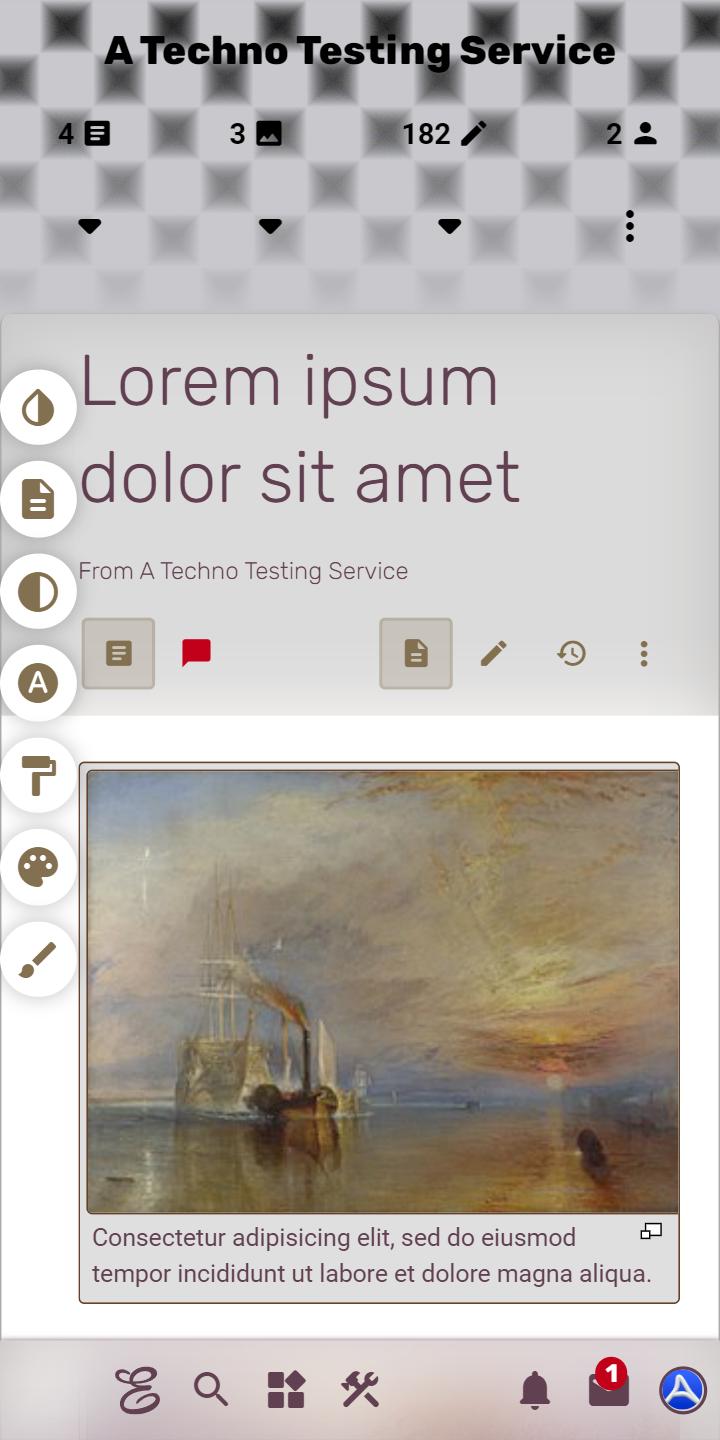 A Techno Testing Service
4
3
182
2
Lorem ipsum
dolor sit amet
From A Techno Testing Service
A
Consectetur adipisicing elit, sed do eiusmod
tempor incididunt ut labore et dolore magna aliqua.
E
1
A